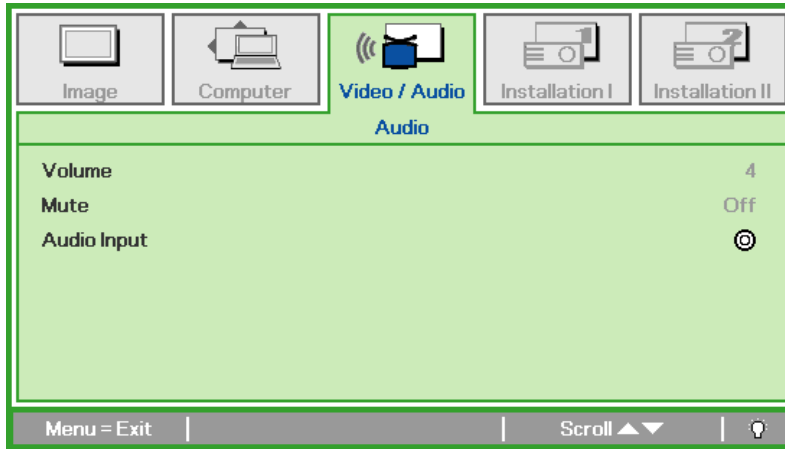 Image Computer Video / Audio Installation I Installation II
Audio
Volume 4
Mute Off
Audio Input
Menu = Exit Scroll ▲▼